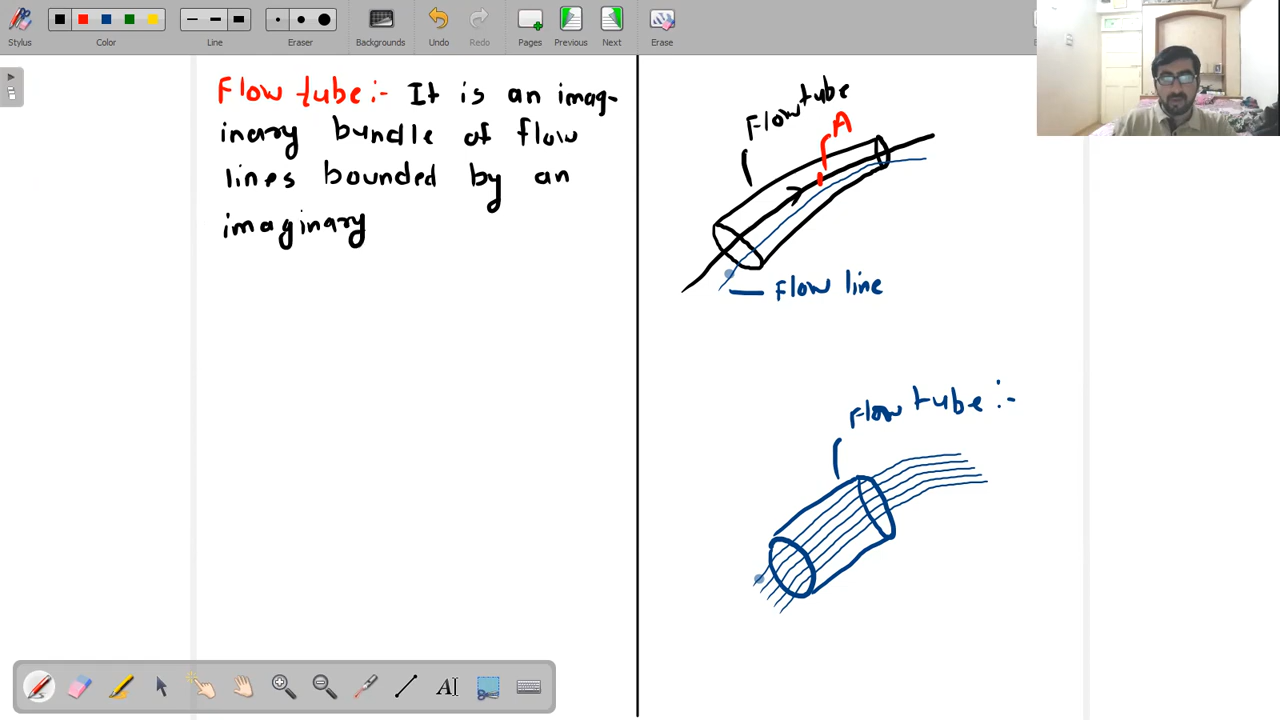 Stylus
Color
Line
Eraser
Backgrounds
Undo
Redo
Pages
Previous
Next
Erase
Flow tube :- It is an imag-
inary bundle of flow
lines bounded by an
imaginary
Flow tube
A
Flow line
Flow tube :-
AI